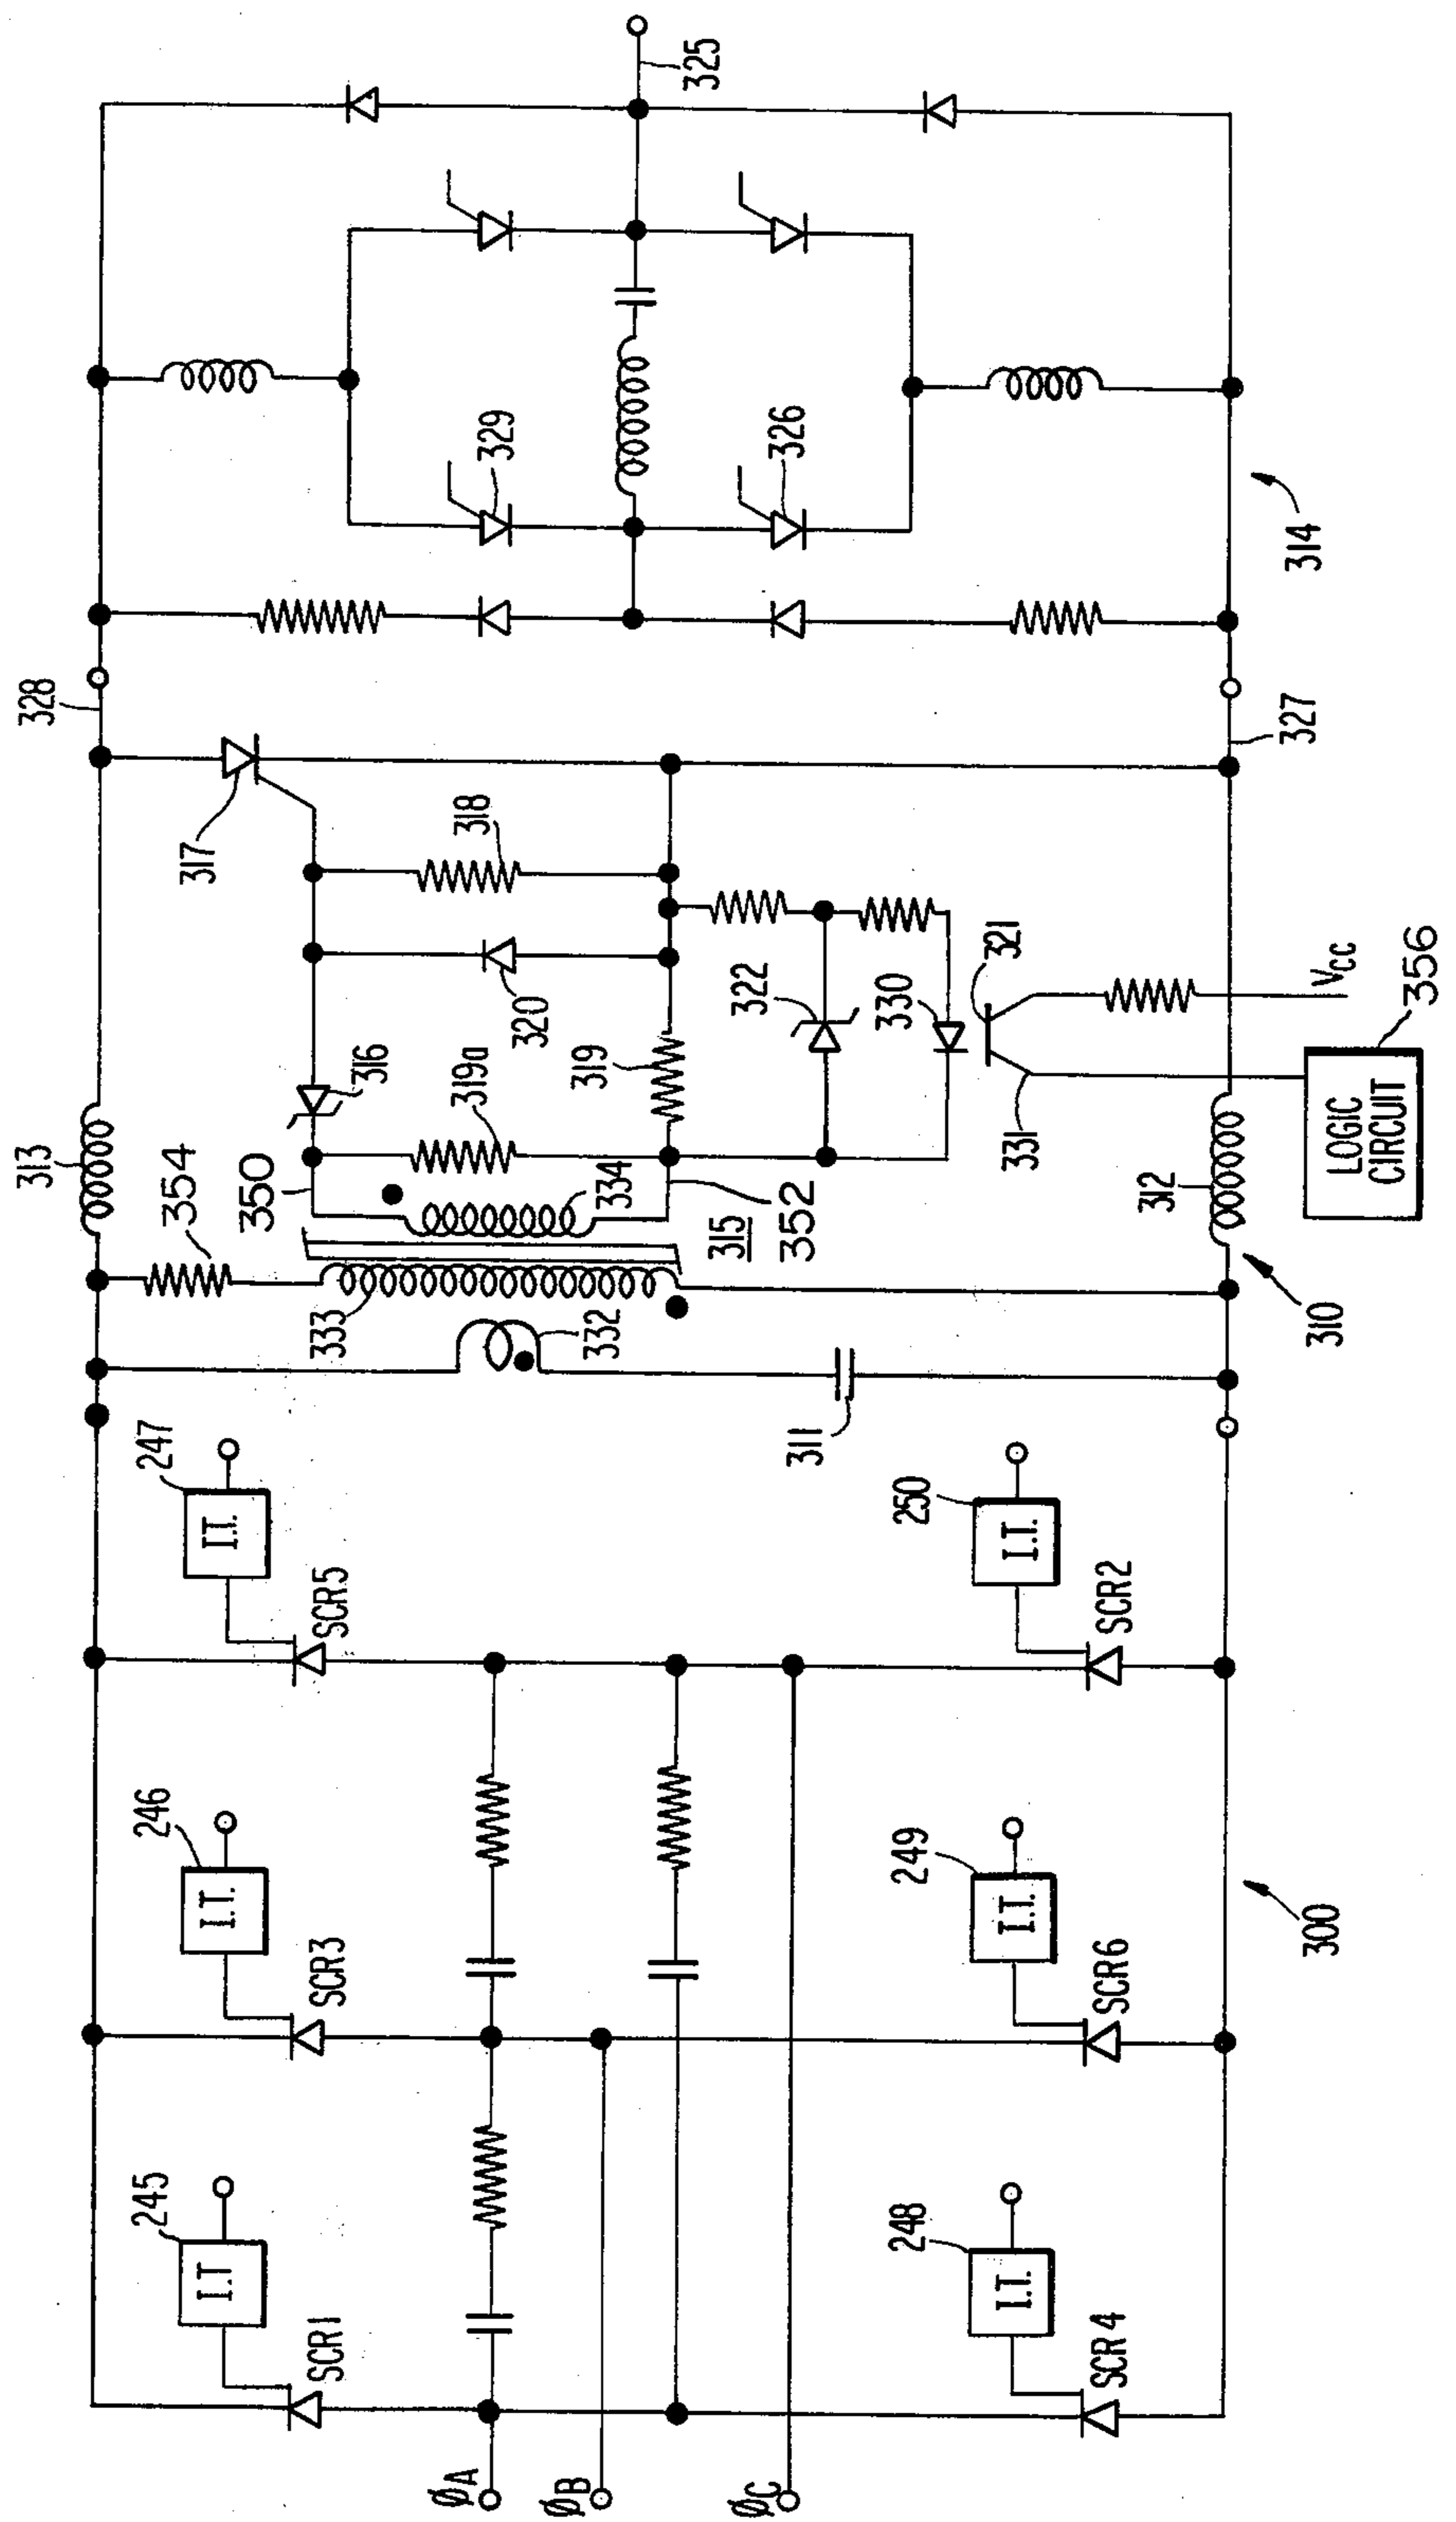 325
329
326
314
328
327
317
318
320
316
319a
319
322
330
321
331
VCC
356
LOGIC
CIRCUIT
313
354
350
334
315
352
312
310
333
332
311
247
I.T.
SCR5
250
I.T.
SCR2
246
I.T.
SCR3
249
I.T.
SCR6
300
245
I.T
SCR1
248
I.T.
SCR4
ØA
ØB
ØC